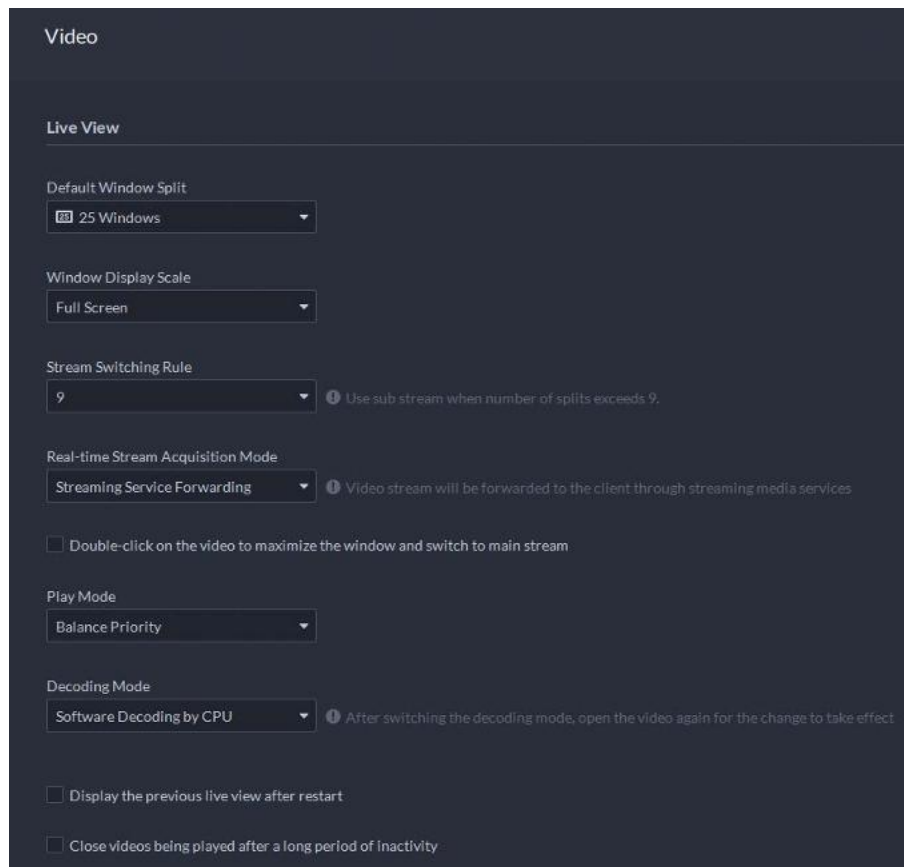 Video
Live View
Default Window Split
25 25 Windows
Window Display Scale
Full Screen
Stream Switching Rule
9 Use sub stream when number of splits exceeds 9.
Real-time Stream Acquisition Mode
Streaming Service Forwarding Video stream will be forwarded to the client through streaming media services
Double-click on the video to maximize the window and switch to main stream
Play Mode
Balance Priority
Decoding Mode
Software Decoding by CPU After switching the decoding mode, open the video again for the change to take effect
Display the previous live view after restart
Close videos being played after a long period of inactivity